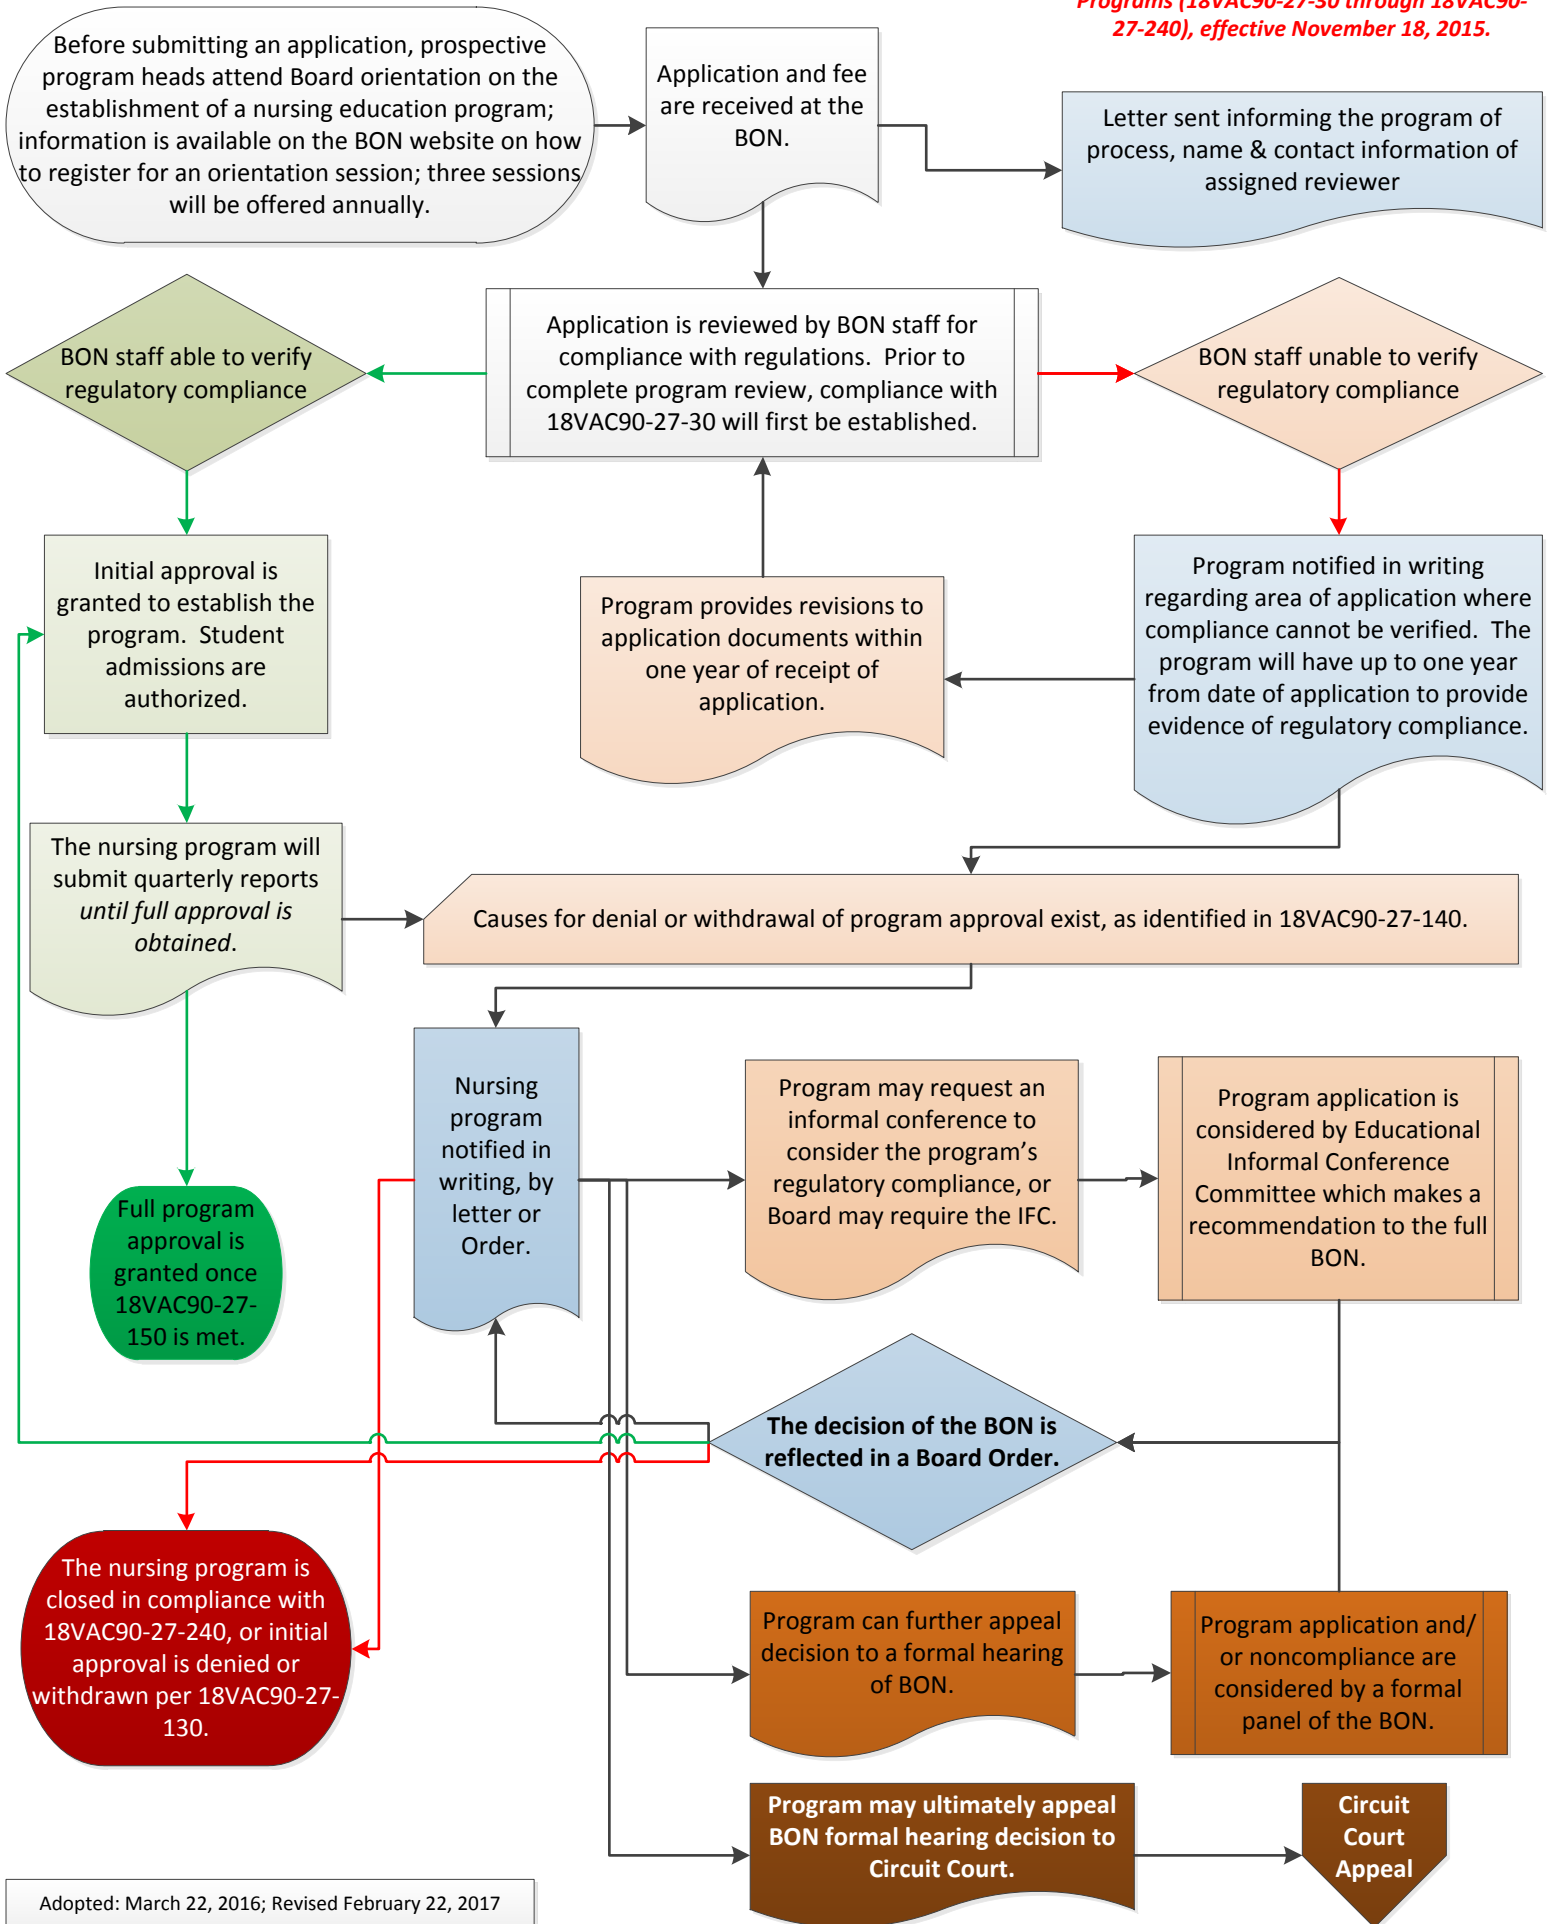 Programs (18VAC90-27-30 through 18VAC90-
27-240), effective November 18, 2015.
Before submitting an application, prospective
program heads attend Board orientation on the
establishment of a nursing education program;
information is available on the BON website on how
to register for an orientation session; three sessions
will be offered annually.
Application and fee
are received at the
BON.
Letter sent informing the program of
process, name & contact information of
assigned reviewer
BON staff able to verify
regulatory compliance
Application is reviewed by BON staff for
compliance with regulations.  Prior to
complete program review, compliance with
18VAC90-27-30 will first be established.
BON staff unable to verify
regulatory compliance
Initial approval is
granted to establish the
program.  Student
admissions are
authorized.
Program provides revisions to
application documents within
one year of receipt of
application.
Program notified in writing
regarding area of application where
compliance cannot be verified.  The
program will have up to one year
from date of application to provide
evidence of regulatory compliance.
The nursing program will
submit quarterly reports
until full approval is
obtained.
Causes for denial or withdrawal of program approval exist, as identified in 18VAC90-27-140.
Nursing
program
notified in
writing, by
letter or
Order.
Program may request an
informal conference to
consider the program's
regulatory compliance, or
Board may require the IFC.
Program application is
considered by Educational
Informal Conference
Committee which makes a
recommendation to the full
BON.
Full program
approval is
granted once
18VAC90-27-
150 is met.
The decision of the BON is
reflected in a Board Order.
The nursing program is
closed in compliance with
18VAC90-27-240, or initial
approval is denied or
withdrawn per 18VAC90-27-
130.
Program can further appeal
decision to a formal hearing
of BON.
Program application and/
or noncompliance are
considered by a formal
panel of the BON.
Program may ultimately appeal
BON formal hearing decision to
Circuit Court.
Circuit
Court
Appeal
Adopted: March 22, 2016; Revised February 22, 2017